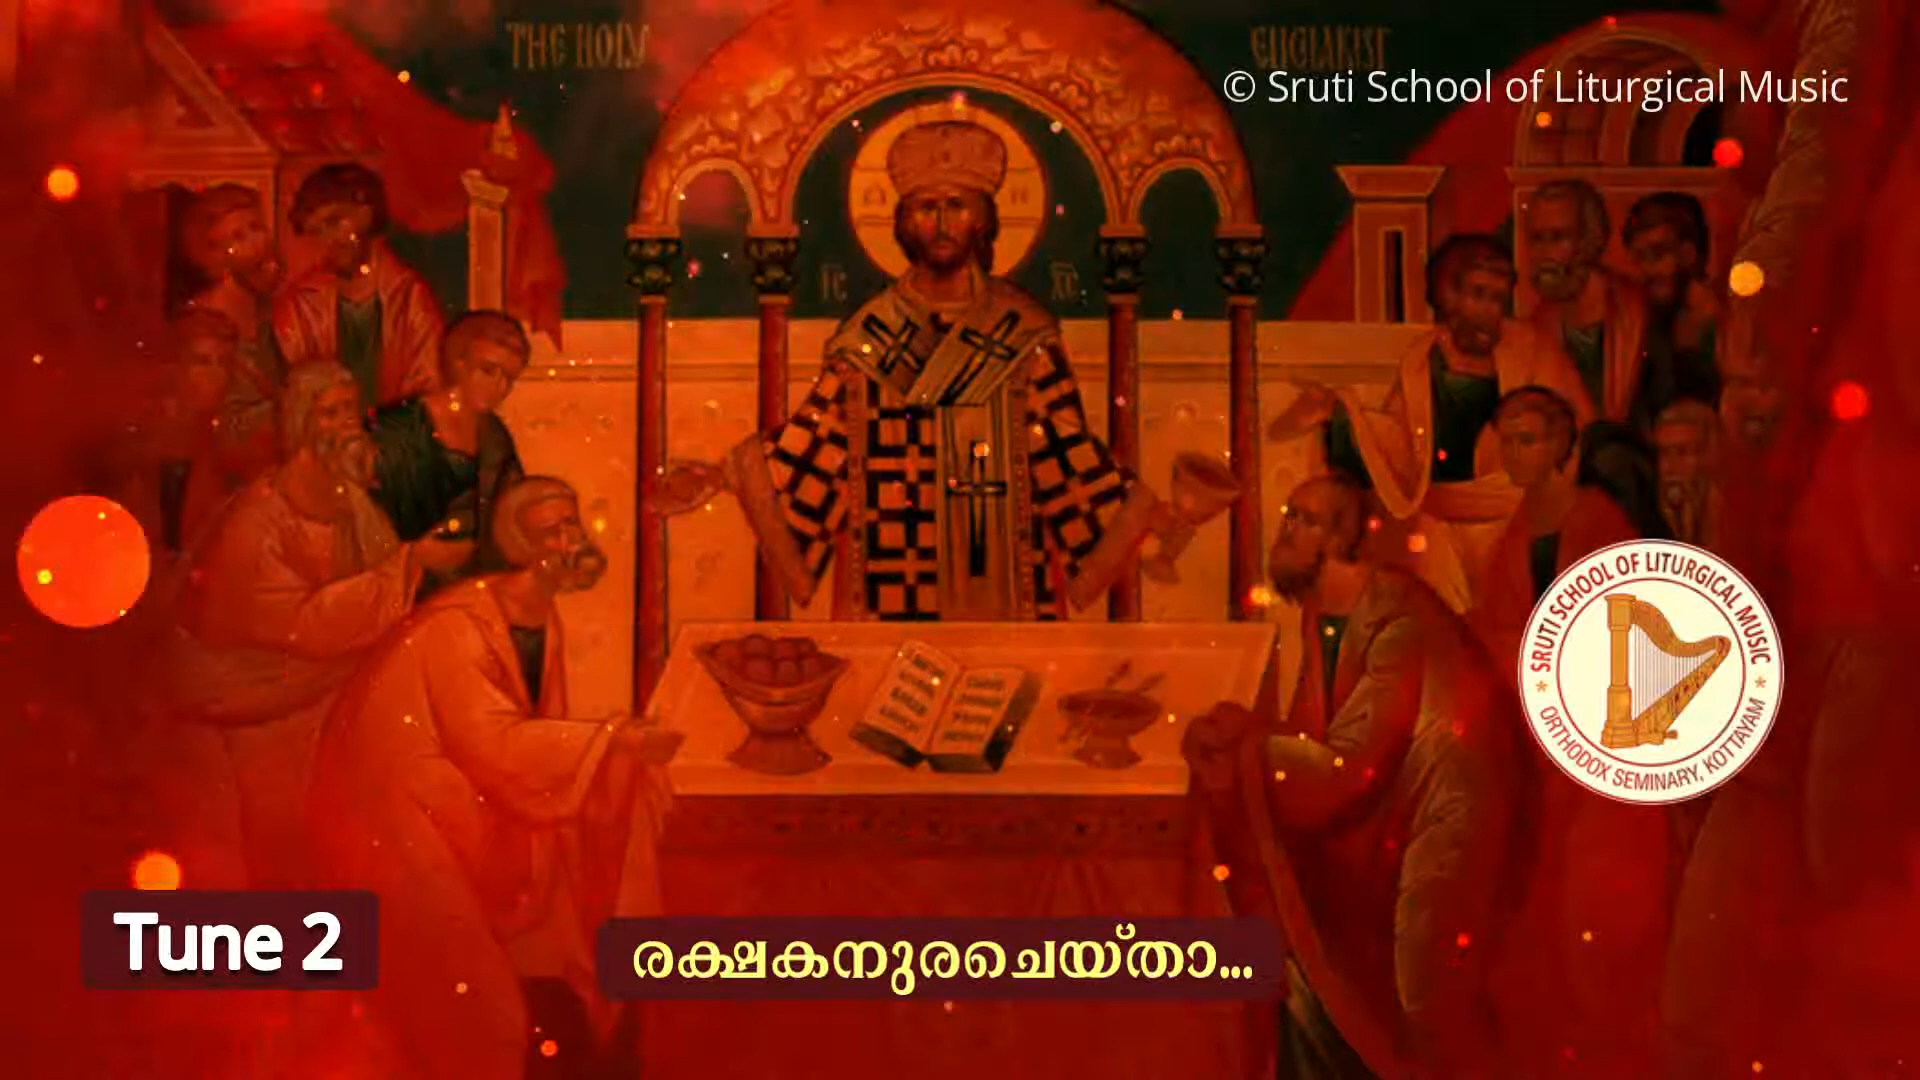 THE HOLY
© Sruti School of Liturgical Music
SRUTI SCHOOL OF LITURGICAL MUSIC
* ORTHODOX SEMINARY, KOTTAYAM *
Tune 2
രക്ഷകനുരചെയ്താ...